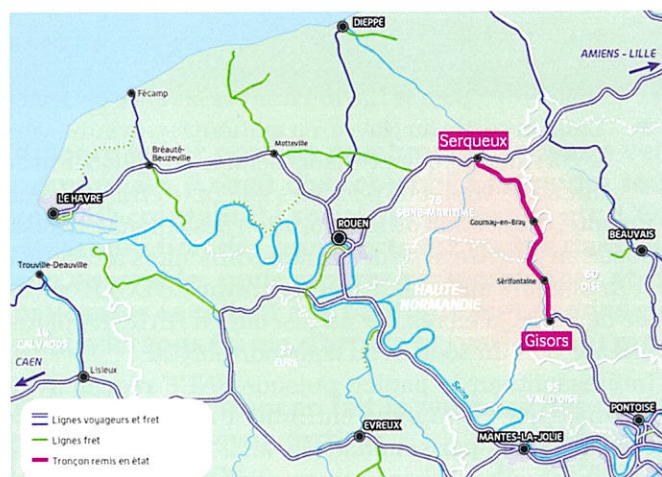 DIEPPE
AMIENS - LILLE
Fécamp
Serqueux
Bréauté-
Beuzeville
Motteville
LE HAVRE
76
SEINE-MARITIME
ROUEN
Gournay-en-Bray
BEAUVAIS
Trouville-Deauville
Sérifontaine
60
OISE
HAUTE-
NORMANDIE
14
CALVADOS
Gisors
CAEN
27
EURE
Lisieux
Seine
95
VAL D'OISE
PONTOISE
Lignes voyageurs et fret
Lignes fret
Tronçon remis en état
EVREUX
MANTES-LA-JOLIE